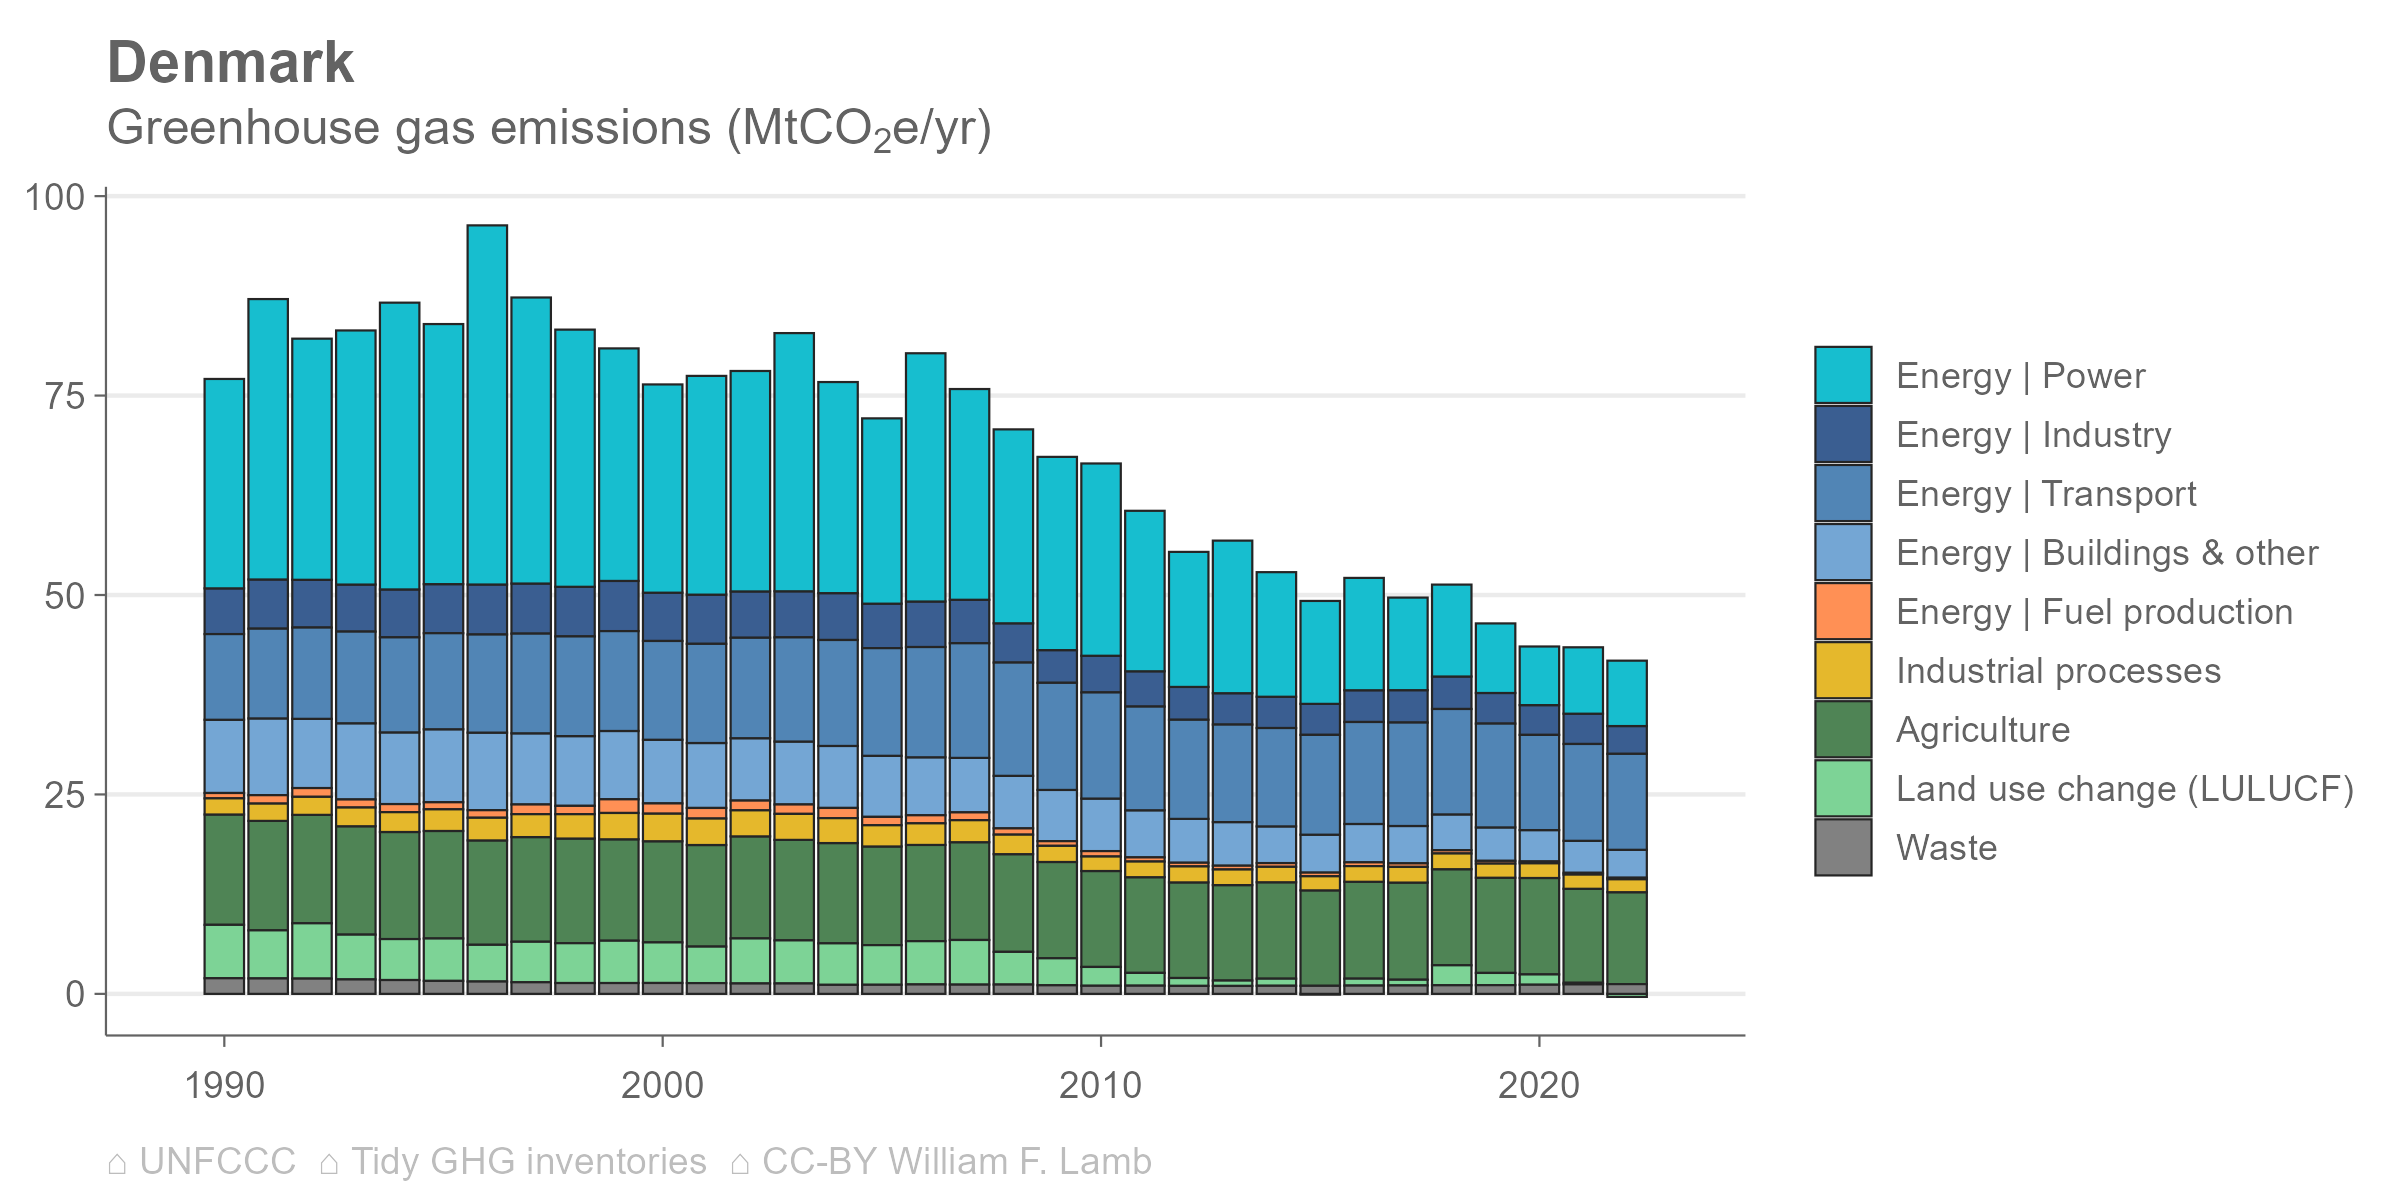 Denmark
Greenhouse gas emissions (MtCO₂e/yr)
100
75
50
25
0
1990 2000 2010 2020
Energy | Power
Energy | Industry
Energy | Transport
Energy | Buildings & other
Energy | Fuel production
Industrial processes
Agriculture
Land use change (LULUCF)
Waste
⌂ UNFCCC ⌂ Tidy GHG inventories ⌂ CC-BY William F. Lamb